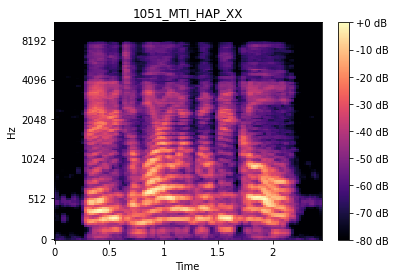 1051_MTI_HAP_XX
8192
4096
2048
1024
512
0
Hz
0
0.5
1
1.5
2
Time
+0 dB
-10 dB
-20 dB
-30 dB
-40 dB
-50 dB
-60 dB
-70 dB
-80 dB